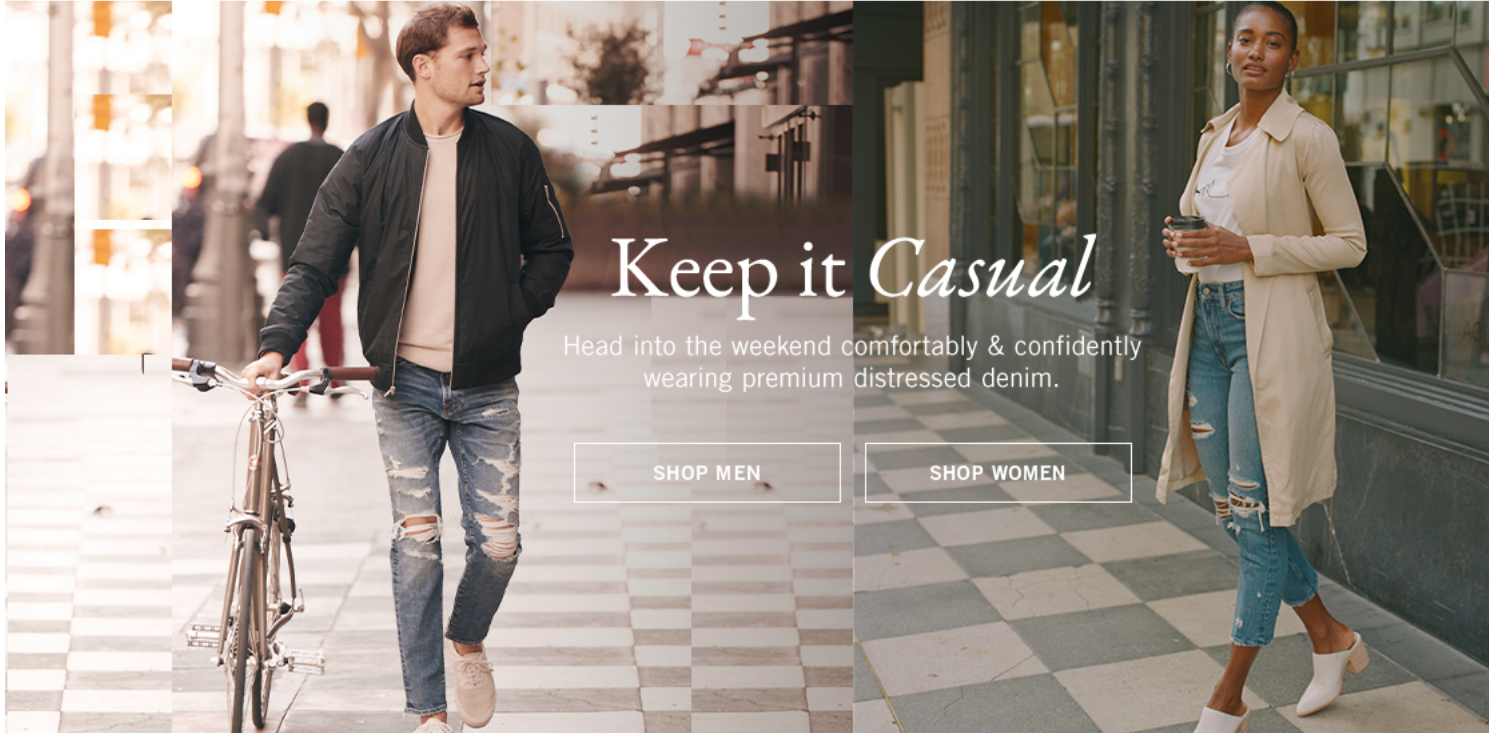 Keep it Casual
Head into the weekend comfortably & confidently
wearing premium distressed denim.
SHOP MEN
SHOP WOMEN